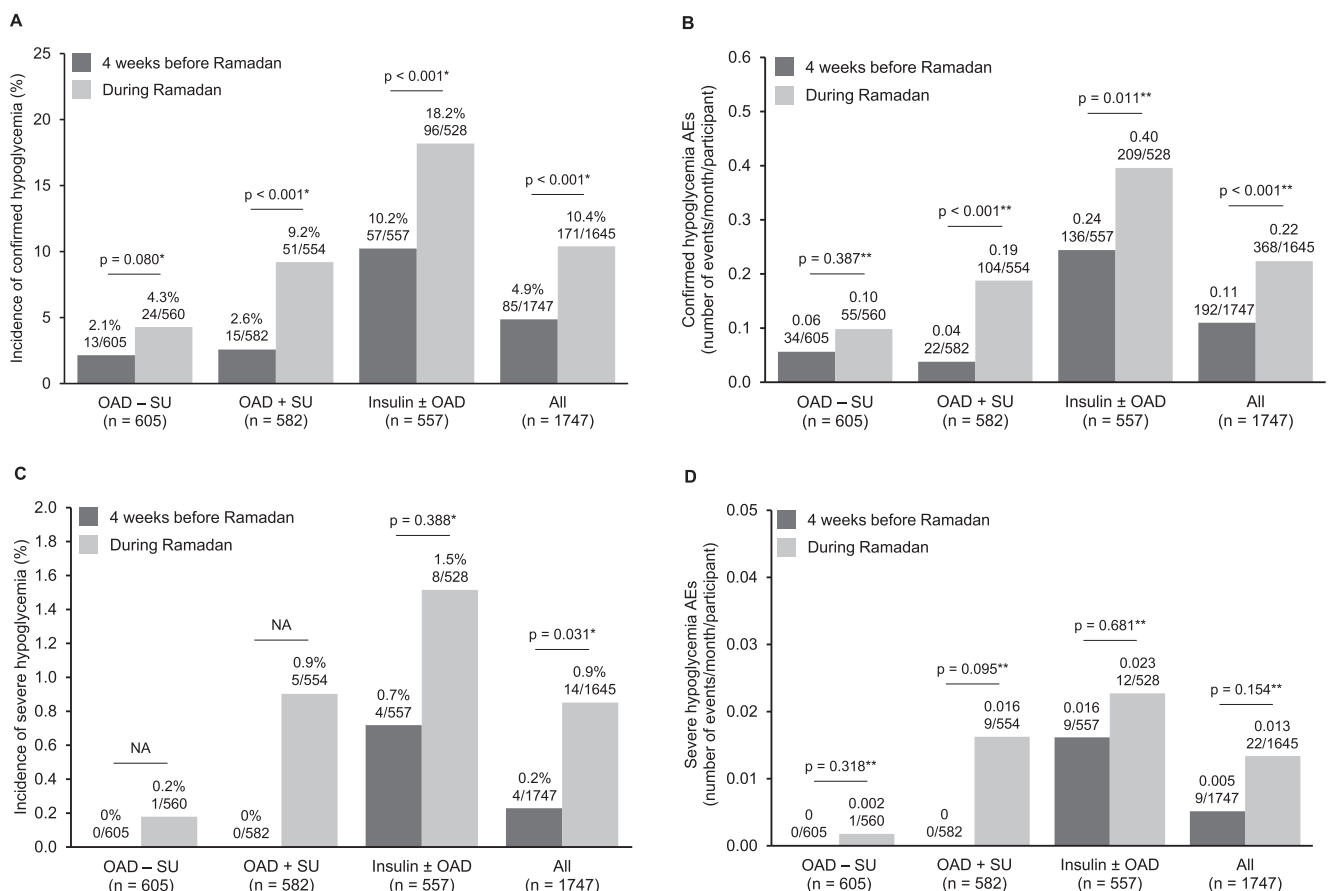 A
Incidence of confirmed hypoglycemia (%)
25
20
15
10
5
0
4 weeks before Ramadan
During Ramadan
p = 0.080*
2.1%
13/605
4.3%
24/560
p < 0.001*
2.6%
15/582
9.2%
51/554
p < 0.001*
10.2%
57/557
18.2%
96/528
p < 0.001*
4.9%
85/1747
10.4%
171/1645
OAD – SU
(n = 605)
OAD + SU
(n = 582)
Insulin ± OAD
(n = 557)
All
(n = 1747)
B
Confirmed hypoglycemia AEs
(number of events/month/participant)
0.6
0.5
0.4
0.3
0.2
0.1
0.0
4 weeks before Ramadan
During Ramadan
p = 0.387**
0.06
34/605
0.10
55/560
p < 0.001**
0.04
22/582
0.19
104/554
p = 0.011**
0.24
136/557
0.40
209/528
p < 0.001**
0.11
192/1747
0.22
368/1645
OAD – SU
(n = 605)
OAD + SU
(n = 582)
Insulin ± OAD
(n = 557)
All
(n = 1747)
C
Incidence of severe hypoglycemia (%)
2.0
1.8
1.6
1.4
1.2
1.0
0.8
0.6
0.4
0.2
0.0
4 weeks before Ramadan
During Ramadan
NA
0%
0/605
0.2%
1/560
NA
0%
0/582
0.9%
5/554
p = 0.388*
0.7%
4/557
1.5%
8/528
p = 0.031*
0.2%
4/1747
0.9%
14/1645
OAD – SU
(n = 605)
OAD + SU
(n = 582)
Insulin ± OAD
(n = 557)
All
(n = 1747)
D
Severe hypoglycemia AEs
(number of events/month/participant)
0.05
0.04
0.03
0.02
0.01
0.00
4 weeks before Ramadan
During Ramadan
p = 0.318**
0
0/605
0.002
1/560
p = 0.095**
0
0/582
0.016
9/554
p = 0.681**
0.016
9/557
0.023
12/528
p = 0.154**
0.005
9/1747
0.013
22/1645
OAD – SU
(n = 605)
OAD + SU
(n = 582)
Insulin ± OAD
(n = 557)
All
(n = 1747)